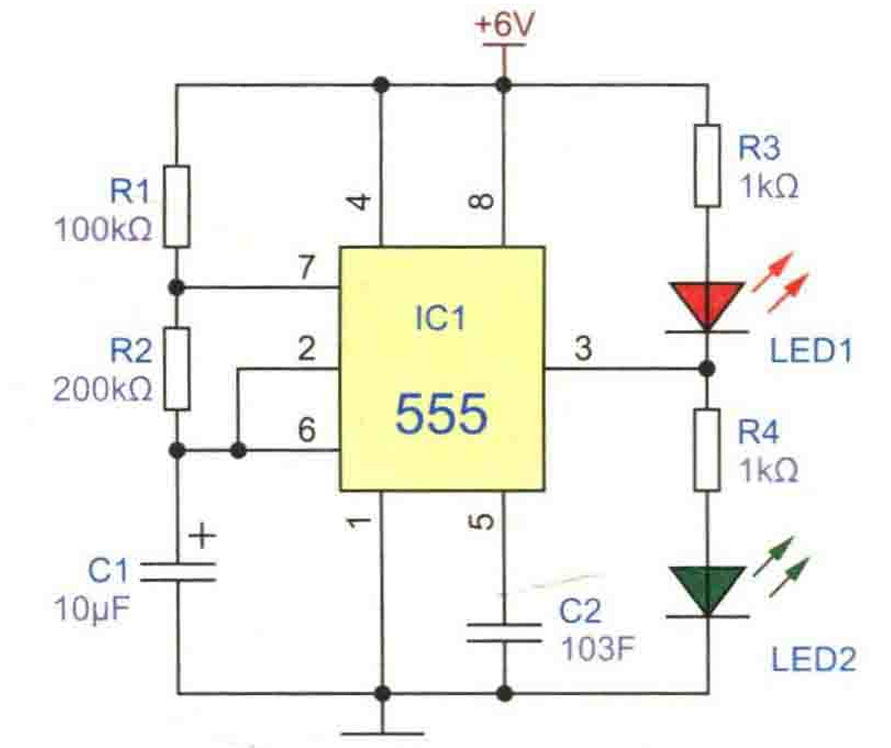 +6V
R1
100kΩ
R2
200kΩ
C1
10µF
+
4
8
7
2
6
3
1
5
IC1
555
C2
103F
R3
1kΩ
LED1
R4
1kΩ
LED2